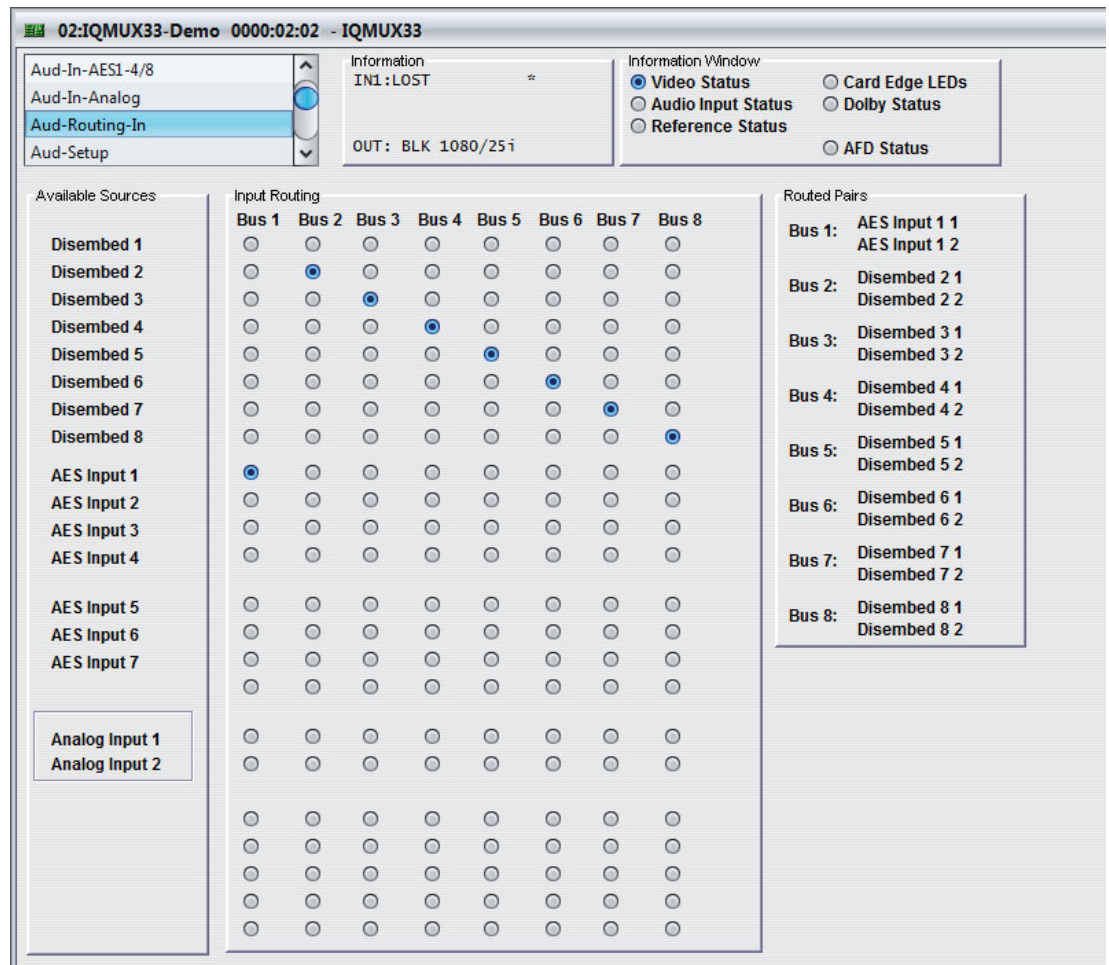 02:IQMUX33-Demo 0000:02:02 - IQMUX33
Aud-In-AES1-4/8
Aud-In-Analog
Aud-Routing-In
Aud-Setup
Information
IN1:LOST *
OUT: BLK 1080/25i
Information Window
Video Status
Audio Input Status
Reference Status
Card Edge LEDs
Dolby Status
AFD Status
Available Sources
Disembed 1
Disembed 2
Disembed 3
Disembed 4
Disembed 5
Disembed 6
Disembed 7
Disembed 8
AES Input 1
AES Input 2
AES Input 3
AES Input 4
AES Input 5
AES Input 6
AES Input 7
Analog Input 1
Analog Input 2
Input Routing
Bus 1 Bus 2 Bus 3 Bus 4 Bus 5 Bus 6 Bus 7 Bus 8
Routed Pairs
Bus 1: AES Input 1 1
AES Input 1 2
Bus 2: Disembed 2 1
Disembed 2 2
Bus 3: Disembed 3 1
Disembed 3 2
Bus 4: Disembed 4 1
Disembed 4 2
Bus 5: Disembed 5 1
Disembed 5 2
Bus 6: Disembed 6 1
Disembed 6 2
Bus 7: Disembed 7 1
Disembed 7 2
Bus 8: Disembed 8 1
Disembed 8 2